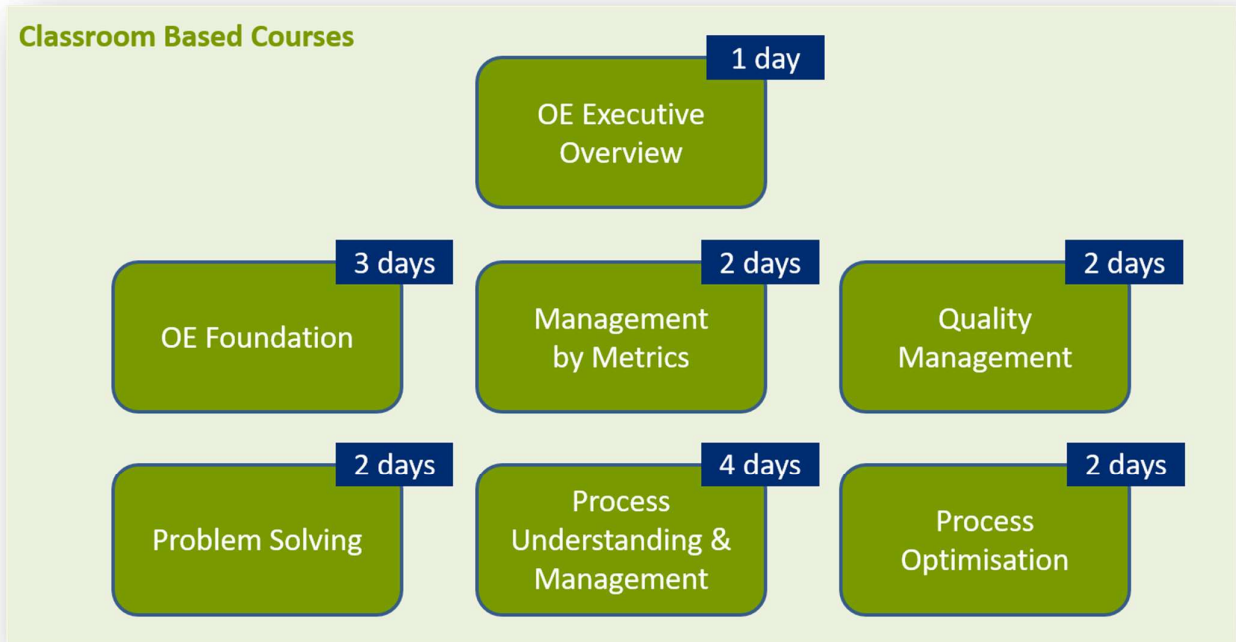 Classroom Based Courses
1 day
OE Executive
Overview
3 days
OE Foundation
2 days
Management
by Metrics
2 days
Quality
Management
2 days
Problem Solving
4 days
Process
Understanding &
Management
2 days
Process
Optimisation